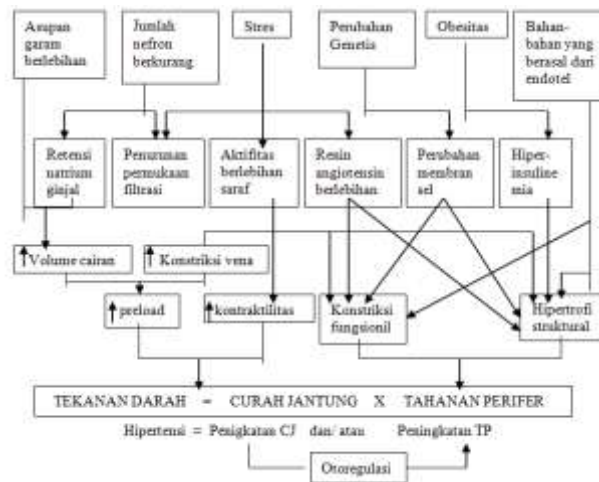 Asupan
garam
berlebihan
Jumlah
nefron
berkurang
Stres
Perubahan
Genetis
Obesitas
Bahan-
bahan yang
berasal dari
endotel
Retensi
natrium
ginjal
Penurunan
permukaan
filtrasi
Aktifitas
berlebihan
saraf
Renin
angiotensin
berlebihan
Perubahan
membran
sel
Hiper-
insuline
mia
Volume cairan
Konstriksi vena
preload
kontraktilitas
Konstriksi
fungsionil
Hipertrofi
struktural
TEKANAN DARAH = CURAH JANTUNG X TAHANAN PERIFER
Hipertensi = Penigkatan CJ dan/ atau Peningkatan TP
Otoregulasi